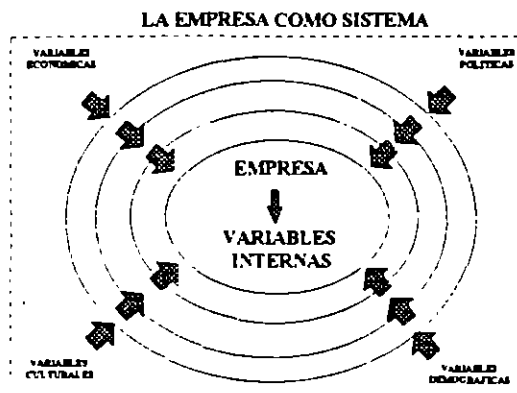 LA EMPRESA COMO SISTEMA
VARIABLES
ECONOMICAS
VARIABLES
POLITICAS
EMPRESA
VARIABLES
INTERNAS
VARIABLES
CULTURALES
VARIABLES
DEMOGRAFICAS